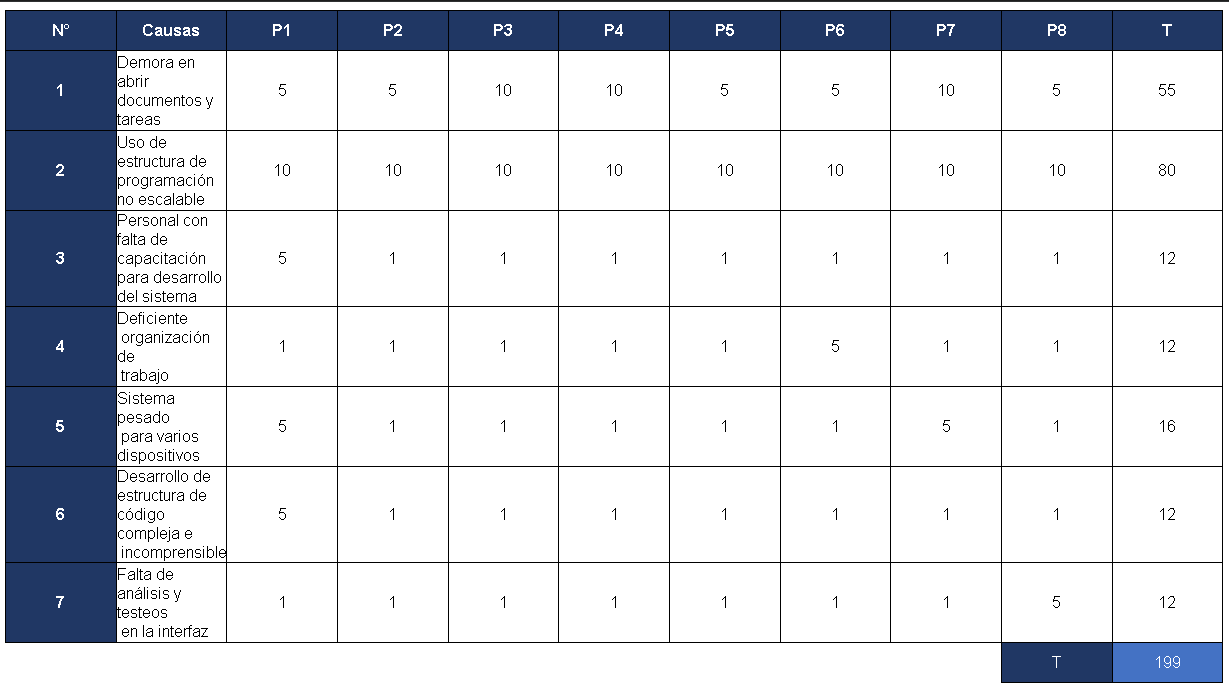 N° Causas P1 P2 P3 P4 P5 P6 P7 P8 T
Demora en
abrir
1 documentos y 5 5 10 10 5 5 10 5 55
tareas
Uso de
estructura de
2 programación 10 10 10 10 10 10 10 10 80
no escalable
Personal con
falta de
3 capacitación 5 1 1 1 1 1 1 1 12
para desarrollo
del sistema
Deficiente
organización
4 de 1 1 1 1 1 5 1 1 12
trabajo
Sistema
pesado
5 para varios 5 1 1 1 1 1 5 1 16
dispositivos
Desarrollo de
estructura de
6 código 5 1 1 1 1 1 1 1 12
compleja e
incomprensible
Falta de
análisis y
7 testeos 1 1 1 1 1 1 1 5 12
en la interfaz
T 199